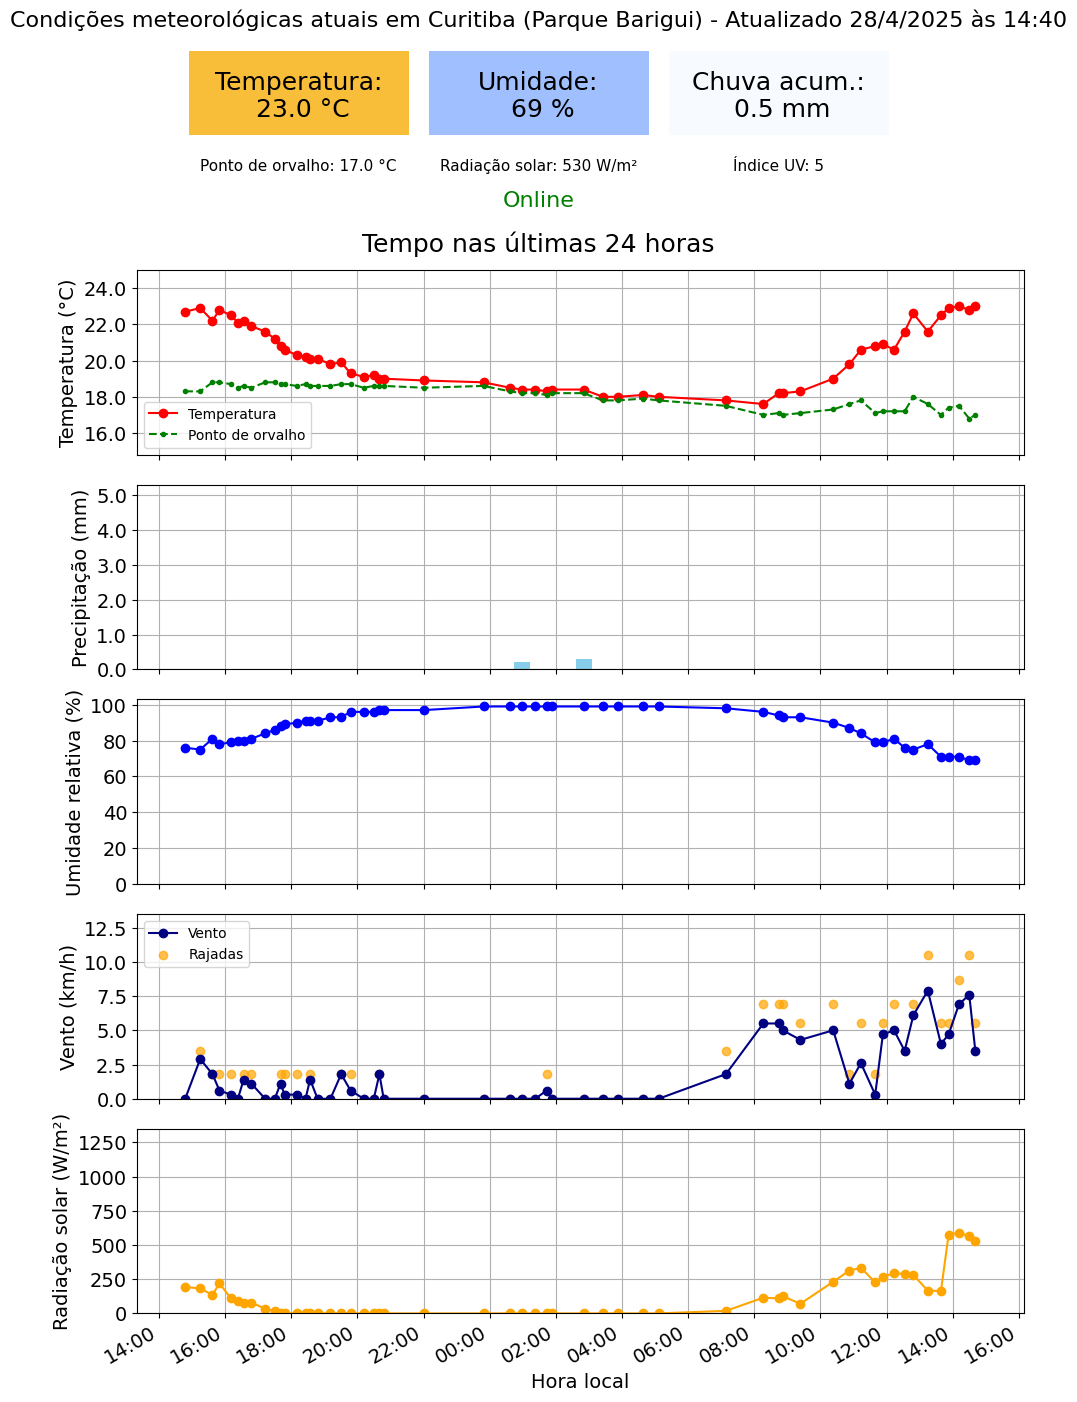 Condições meteorológicas atuais em Curitiba (Parque Barigui) - Atualizado 28/4/2025 às 14:40
Temperatura:
23.0 °C
Umidade:
69 %
Chuva acum.:
0.5 mm
Ponto de orvalho: 17.0 °C
Radiação solar: 530 W/m²
Índice UV: 5
Online
Tempo nas últimas 24 horas
Temperatura (°C)
24.0
22.0
20.0
18.0
16.0
Temperatura
Ponto de orvalho
Precipitação (mm)
5.0
4.0
3.0
2.0
1.0
0.0
Umidade relativa (%)
100
80
60
40
20
0
Vento (km/h)
12.5
10.0
7.5
5.0
2.5
0.0
Vento
Rajadas
Radiação solar (W/m²)
1250
1000
750
500
250
0
14:00
16:00
18:00
20:00
22:00
00:00
02:00
04:00
06:00
08:00
10:00
12:00
14:00
16:00
Hora local